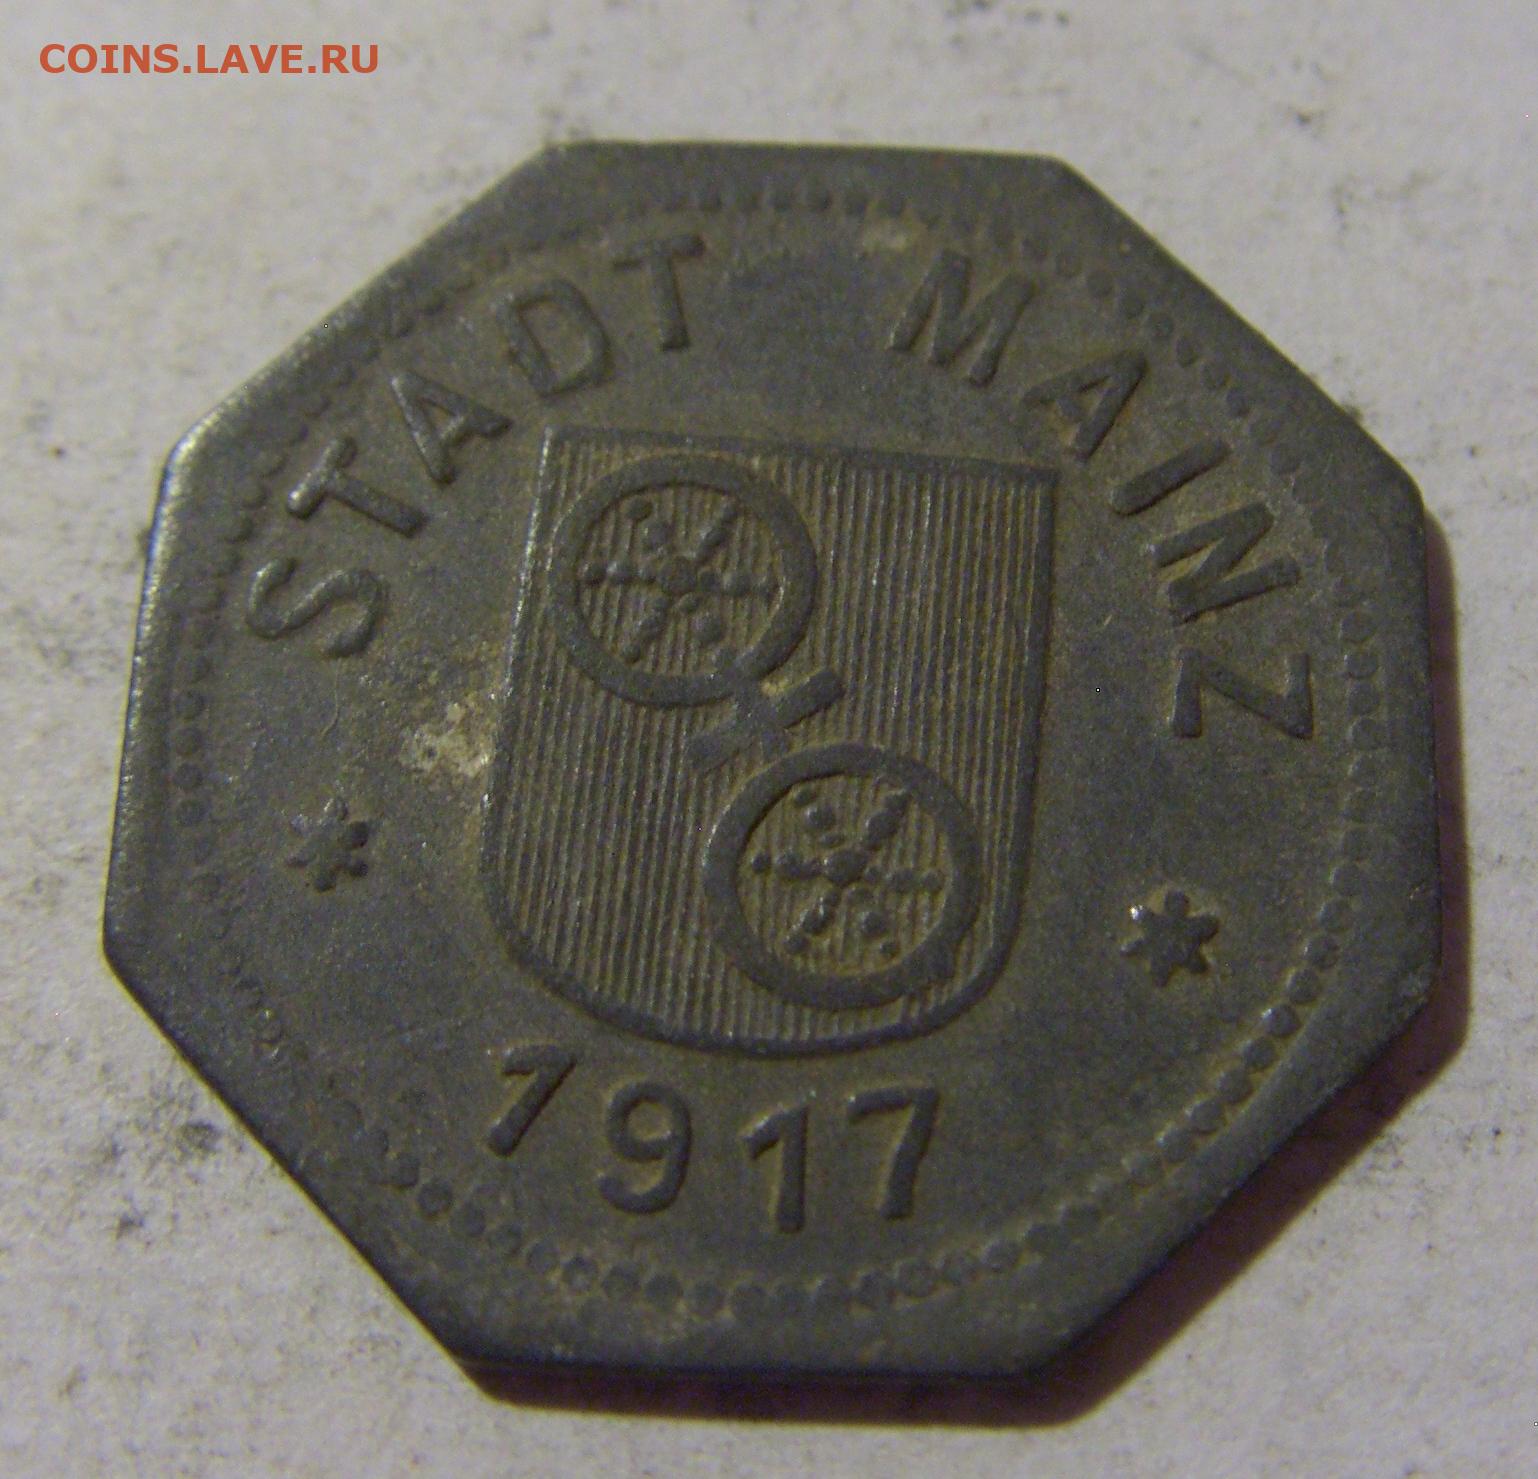 COINS.LAVE.RU
STADT MAINZ
* 1917 *